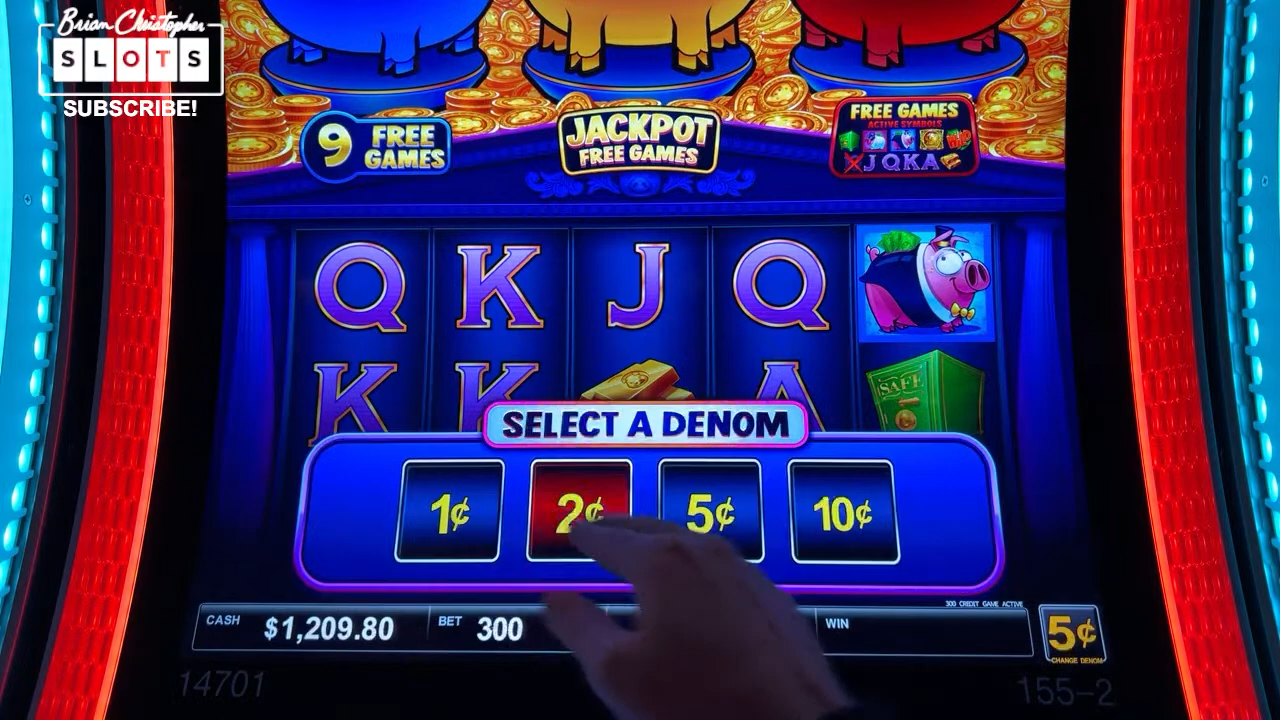 Brian Christopher
SLOTS
SUBSCRIBE!
9 FREE GAMES
JACKPOT
FREE GAMES
FREE GAMES
ACTIVE SYMBOLS
J Q K A
Q K J Q
K K A
SAFE
SELECT A DENOM
1¢ 2¢ 5¢ 10¢
300 CREDIT GAME ACTIVE
CASH $1,209.80 BET 300 WIN
5¢
CHANGE DENOM
14701
155-2